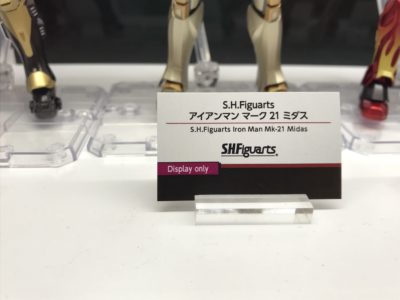 S.H.Figuarts
アイアンマン マーク 21 ミダス
S.H.Figuarts Iron Man Mk-21 Midas
S.H.Figuarts
Display only